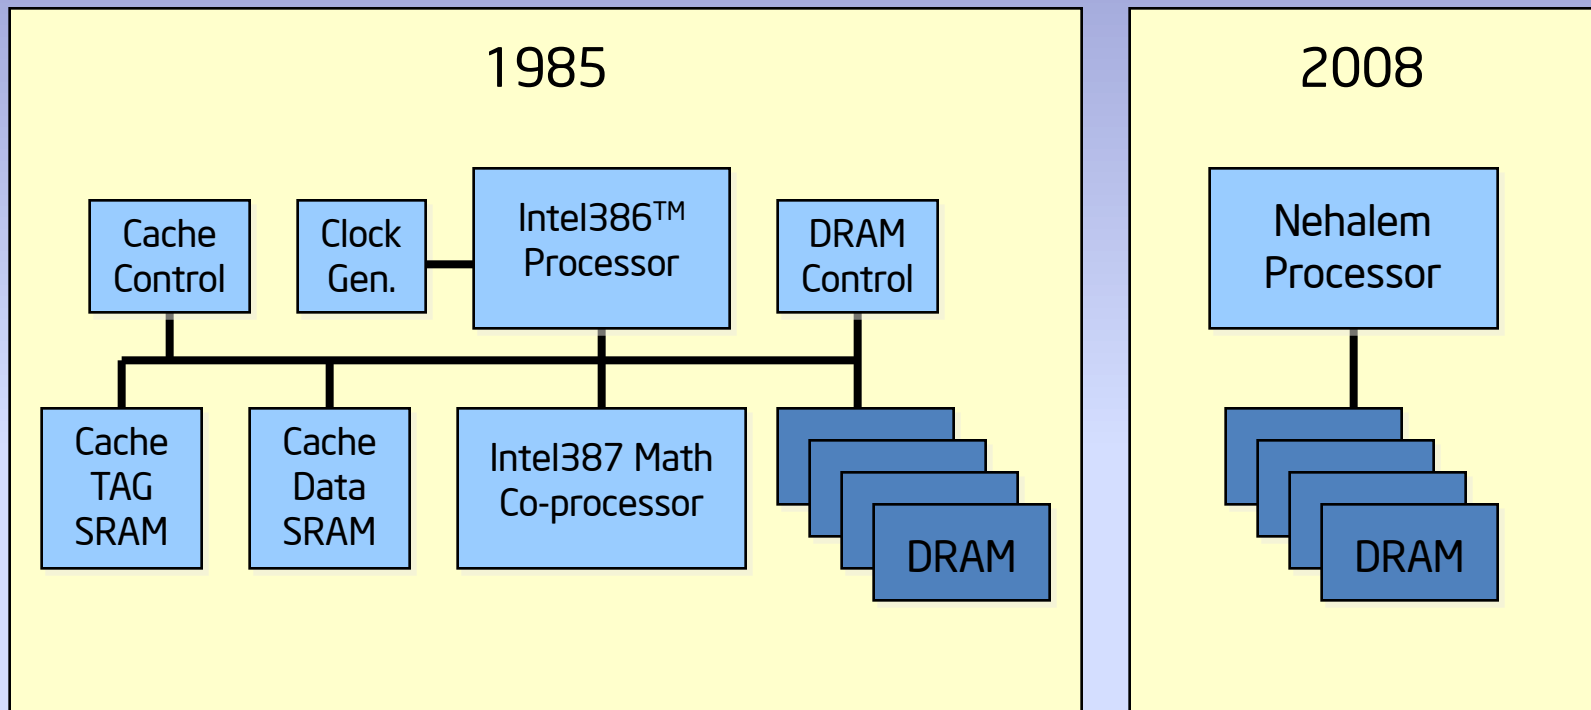 1985
Cache
Control
Clock
Gen.
Intel386™
Processor
DRAM
Control
Cache
TAG
SRAM
Cache
Data
SRAM
Intel387 Math
Co-processor
DRAM
2008
Nehalem
Processor
DRAM